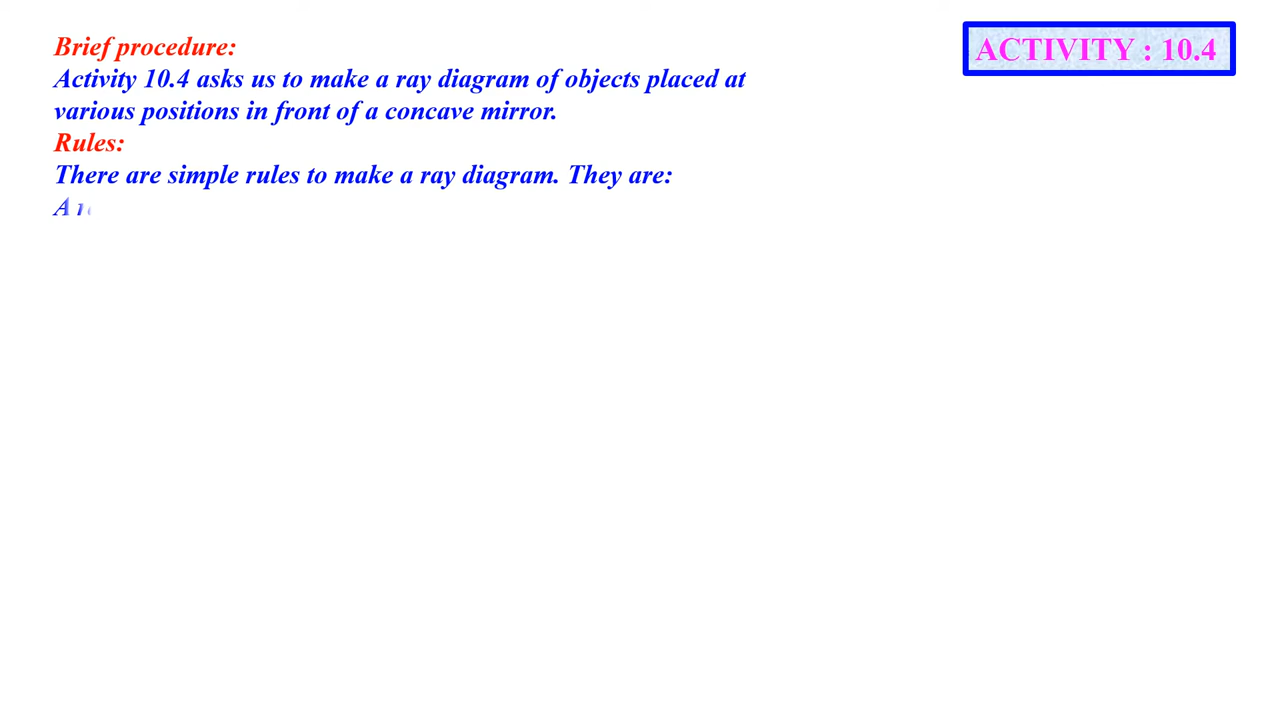 Brief procedure:
ACTIVITY : 10.4
Activity 10.4 asks us to make a ray diagram of objects placed at
various positions in front of a concave mirror.
Rules:
There are simple rules to make a ray diagram. They are:
A